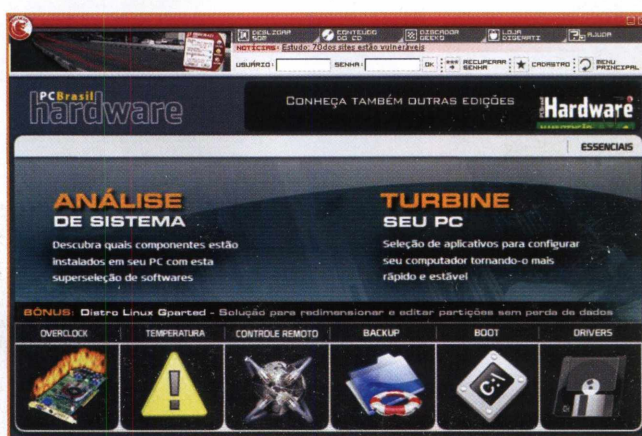 DESLIGAR SOM
CONTEÚDO DO CD
DISCADOR GEEKO
LOJA DIGERATI
AJUDA
NOTÍCIAS: Estudo: 70dos sites estão vulneráveis
USUÁRIO:
SENHA:
OK
RECUPERAR SENHA
CADASTRO
MENU PRINCIPAL
PCBrasil
hardware
CONHEÇA TAMBÉM OUTRAS EDIÇÕES
Hardware
ESSENCIAIS
ANÁLISE
DE SISTEMA
Descubra quais componentes estão
instalados em seu PC com esta
superseleção de softwares
TURBINE
SEU PC
Seleção de aplicativos para configurar
seu computador tornando-o mais
rápido e estável
BÔNUS: Distro Linux Gparted - Solução para redimensionar e editar partições sem perda de dados
OVERCLOCK
TEMPERATURA
CONTROLE REMOTO
BACKUP
BOOT
DRIVERS
C:\